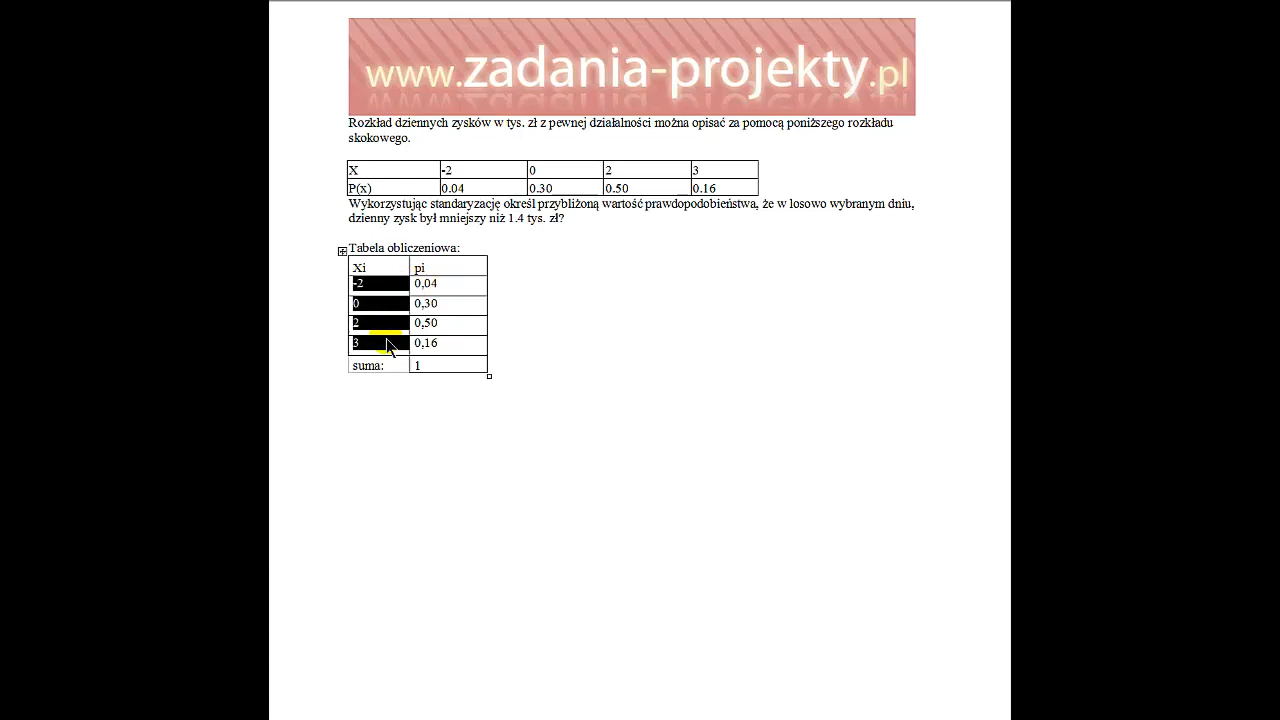 www.zadania-projekty.pl
Rozkład dziennych zysków w tys. zł z pewnej działalności można opisać za pomocą poniższego rozkładu
skokowego.
X -2 0 2 3
P(x) 0.04 0.30 0.50 0.16
Wykorzystując standaryzację określ przybliżoną wartość prawdopodobieństwa, że w losowo wybranym dniu,
dzienny zysk był mniejszy niż 1.4 tys. zł?
Tabela obliczeniowa:
Xi pi
-2 0,04
0 0,30
2 0,50
3 0,16
suma: 1